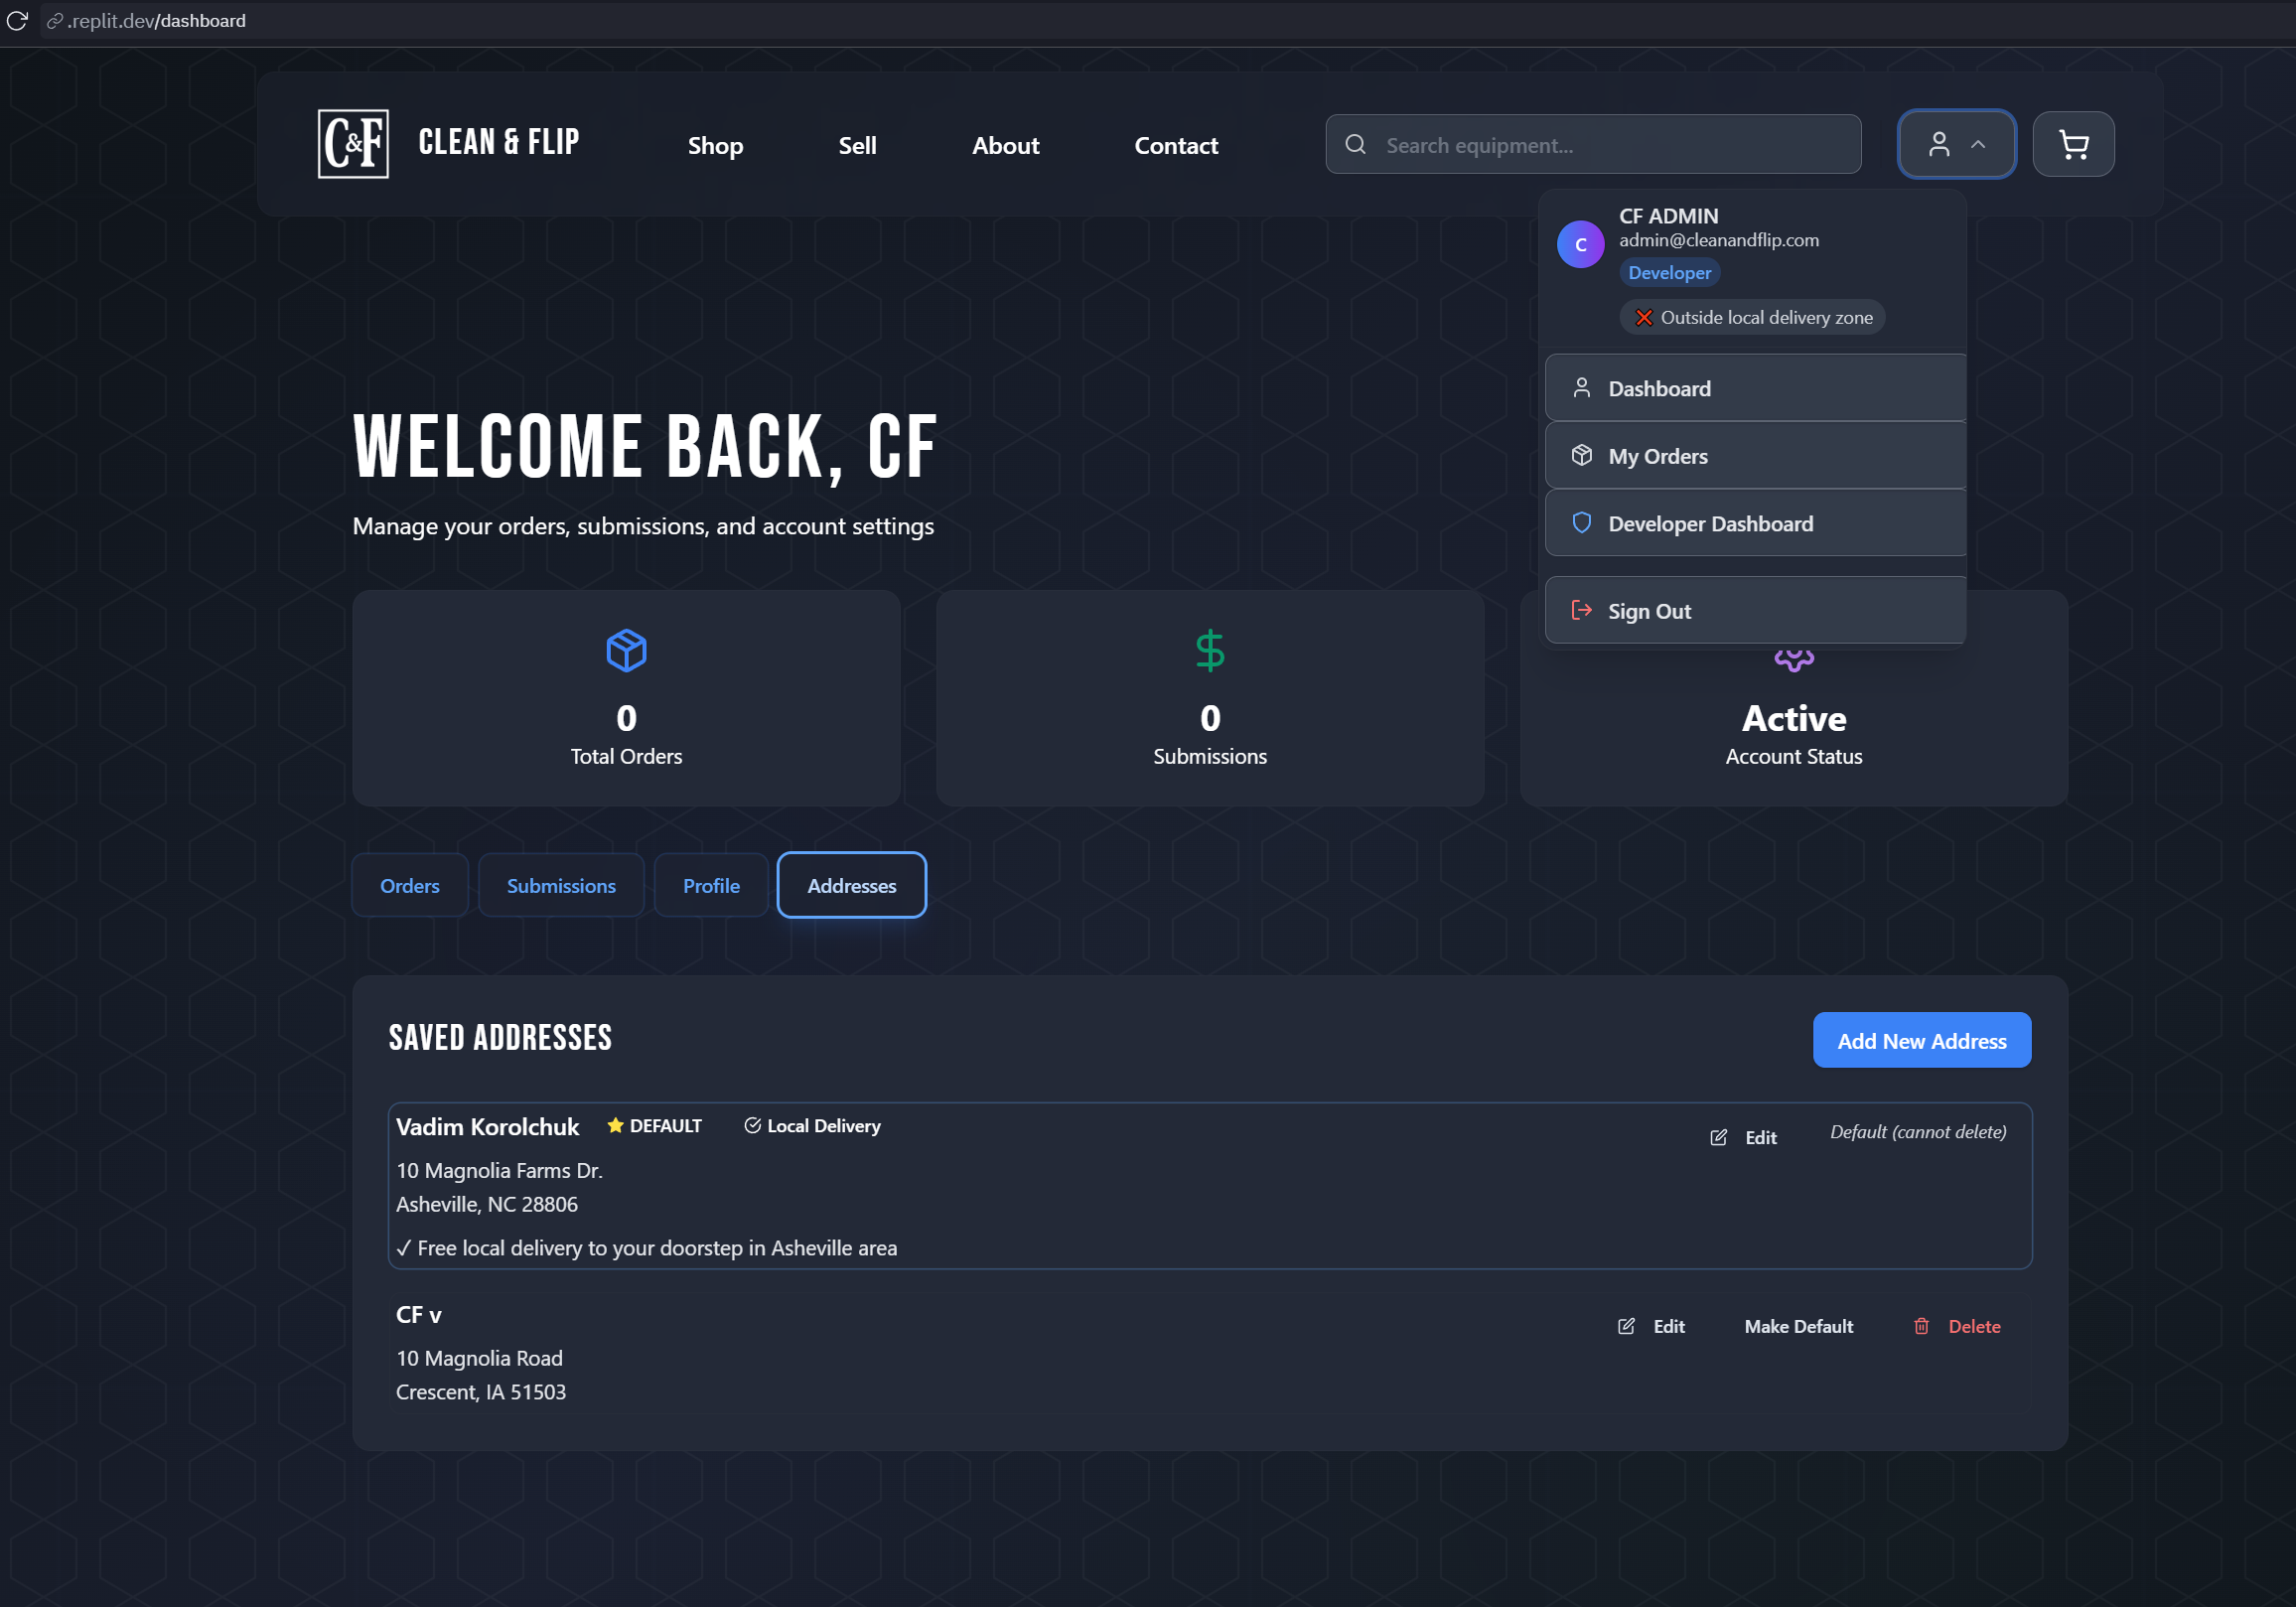 .replit.dev/dashboard
C&F
CLEAN & FLIP
Shop
Sell
About
Contact
Search equipment...
C
CF ADMIN
admin@cleanandflip.com
Developer
❌ Outside local delivery zone
Dashboard
My Orders
Developer Dashboard
Sign Out
WELCOME BACK, CF
Manage your orders, submissions, and account settings
0
Total Orders
0
Submissions
Active
Account Status
Orders
Submissions
Profile
Addresses
SAVED ADDRESSES
Add New Address
Vadim Korolchuk
⭐ DEFAULT
Local Delivery
Edit
Default (cannot delete)
10 Magnolia Farms Dr.
Asheville, NC 28806
✓ Free local delivery to your doorstep in Asheville area
CF v
Edit
Make Default
Delete
10 Magnolia Road
Crescent, IA 51503